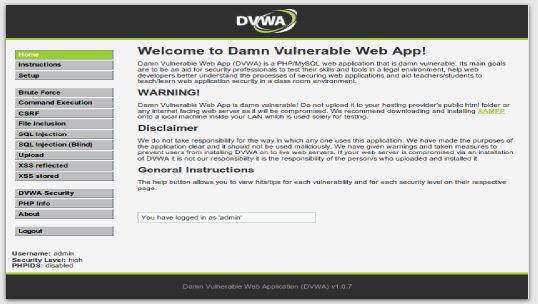 DVWA
Home
Instructions
Setup
Brute Force
Command Execution
CSRF
File Inclusion
SQL Injection
SQL Injection (Blind)
Upload
XSS reflected
XSS stored
DVWA Security
PHP Info
About
Logout
Username: admin
Security Level: high
PHPIDS: disabled
Welcome to Damn Vulnerable Web App!
Damn Vulnerable Web App (DVWA) is a PHP/MySQL web application that is damn vulnerable. Its main goals
are to be an aid for security professionals to test their skills and tools in a legal environment, help web
developers better understand the processes of securing web applications and aid teachers/students to
teach/learn web application security in a class room environment.
WARNING!
Damn Vulnerable Web App is damn vulnerable! Do not upload it to your hosting provider's public html folder or
any internet facing web server as it will be compromised. We recommend downloading and installing XAMPP
onto a local machine inside your LAN which is used solely for testing.
Disclaimer
We do not take responsibility for the way in which any one uses this application. We have made the purposes of
the application clear and it should not be used maliciously. We have given warnings and taken measures to
prevent users from installing DVWA on to live web servers. If your web server is compromised via an installation
of DVWA it is not our responsibility it is the responsibility of the person/s who uploaded and installed it.
General Instructions
The help button allows you to view hits/tips for each vulnerability and for each security level on their respective
page.
You have logged in as 'admin'
Damn Vulnerable Web Application (DVWA) v1.0.7